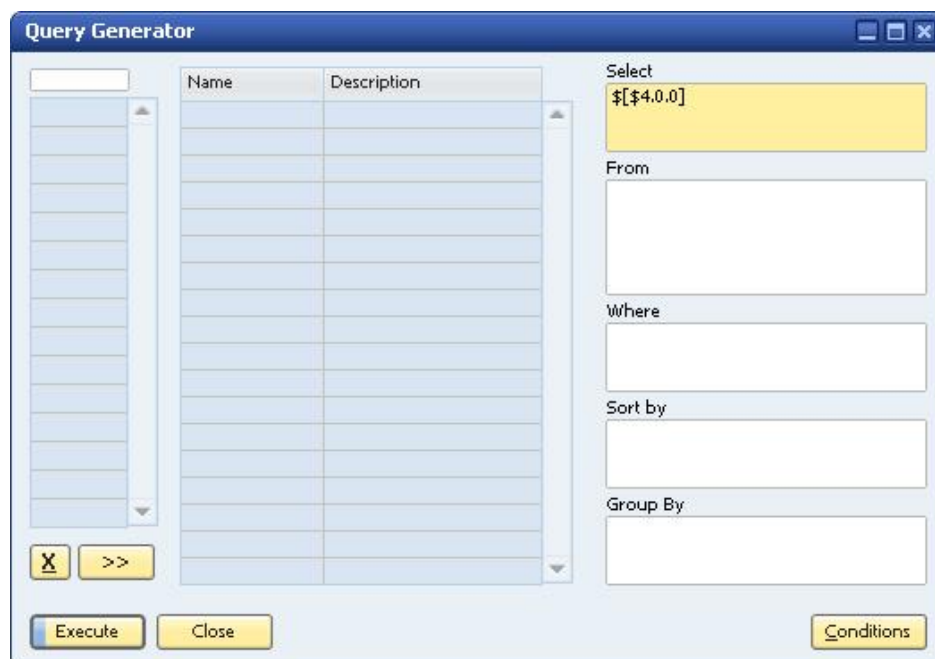 Query Generator
Name Description
Select
$[$4.0.0]
From
Where
Sort by
Group By
X >>
Execute Close Conditions